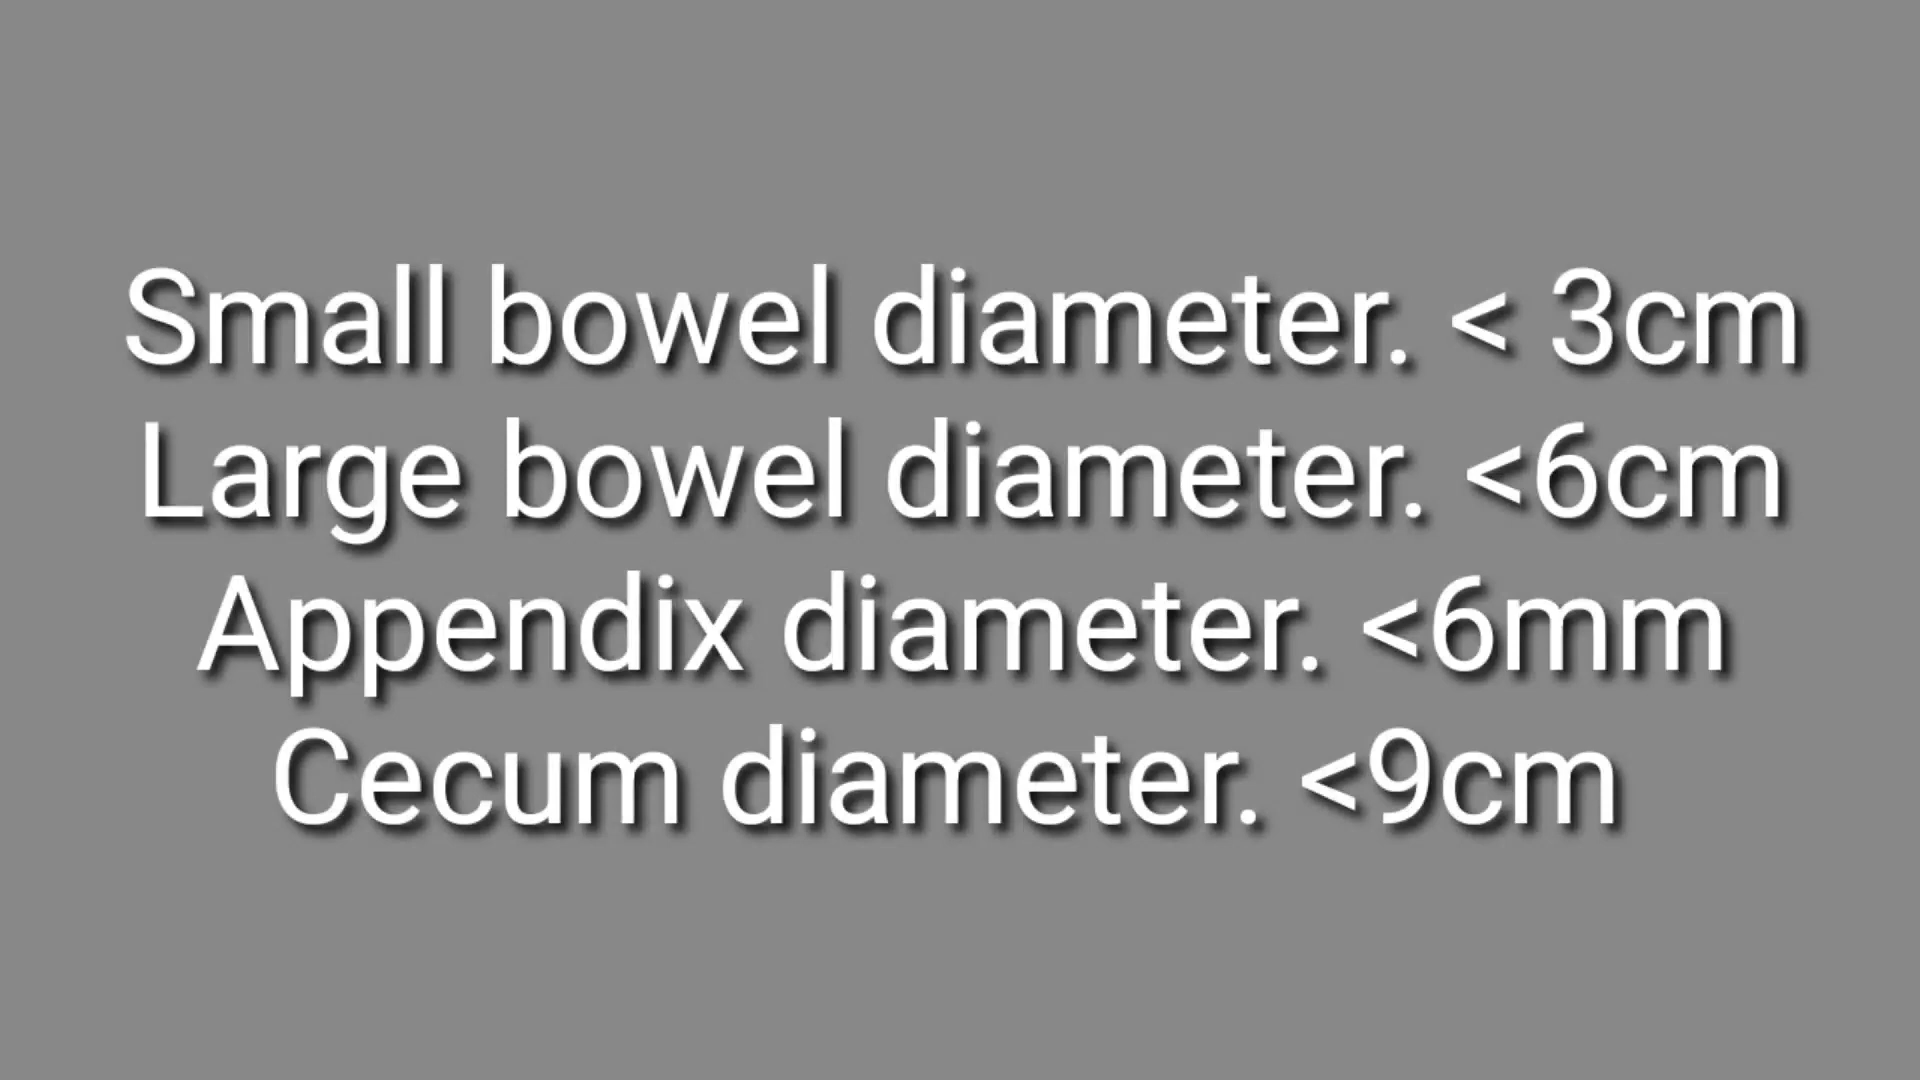 Small bowel diameter. < 3cm
Large bowel diameter. <6cm
Appendix diameter. <6mm
Cecum diameter. <9cm